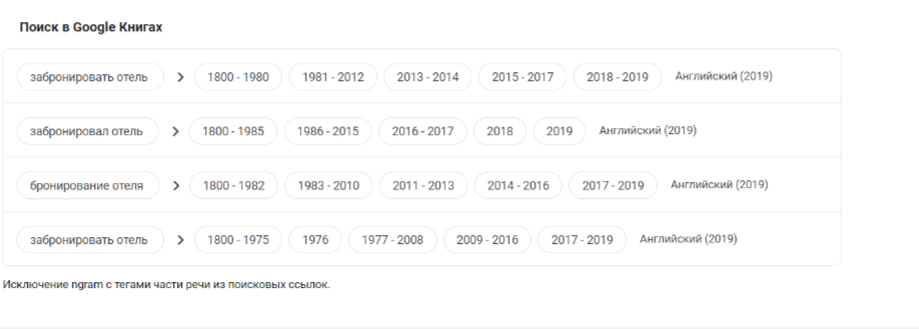 Поиск в Google Книгах
забронировать отель > 1800 - 1980 1981 - 2012 2013 - 2014 2015 - 2017 2018 - 2019 Английский (2019)
забронировал отель > 1800 - 1985 1986 - 2015 2016 - 2017 2018 2019 Английский (2019)
бронирование отеля > 1800 - 1982 1983 - 2010 2011 - 2013 2014 - 2016 2017 - 2019 Английский (2019)
забронировать отель > 1800 - 1975 1976 1977 - 2008 2009 - 2016 2017 - 2019 Английский (2019)
Исключение ngram с тегами части речи из поисковых ссылок.